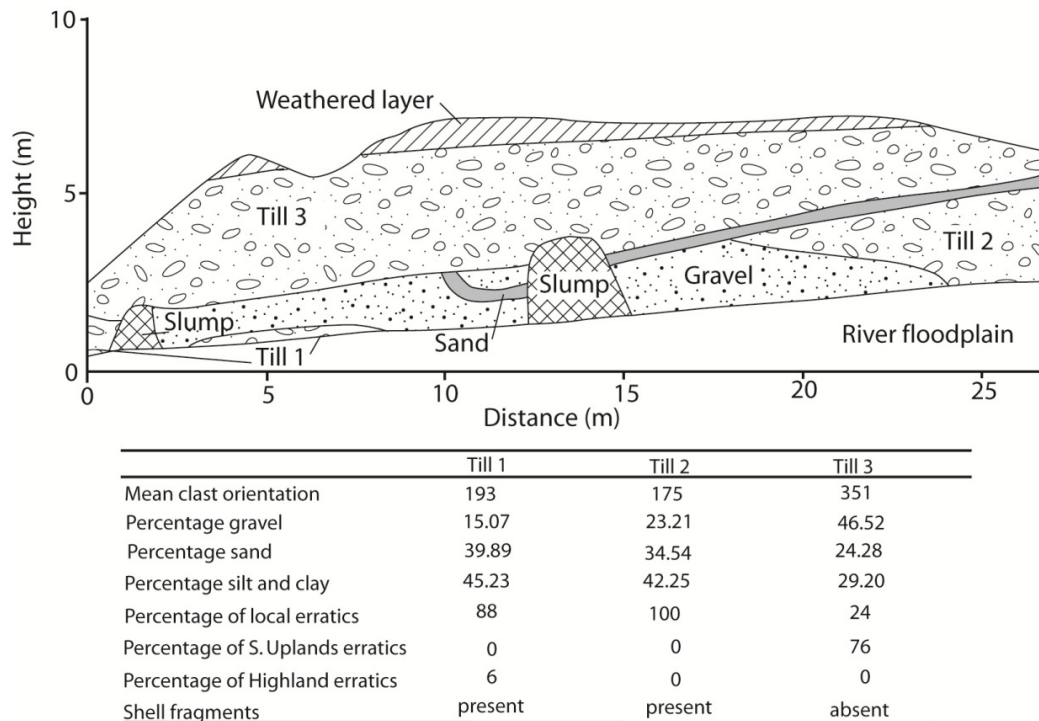 10
Weathered layer
Height (m)
5
Till 3
Till 2
Slump
Gravel
Slump
Sand
Till 1
River floodplain
0
0 5 10 15 20 25
Distance (m)
Till 1 Till 2 Till 3
Mean clast orientation 193 175 351
Percentage gravel 15.07 23.21 46.52
Percentage sand 39.89 34.54 24.28
Percentage silt and clay 45.23 42.25 29.20
Percentage of local erratics 88 100 24
Percentage of S. Uplands erratics 0 0 76
Percentage of Highland erratics 6 0 0
Shell fragments present present absent